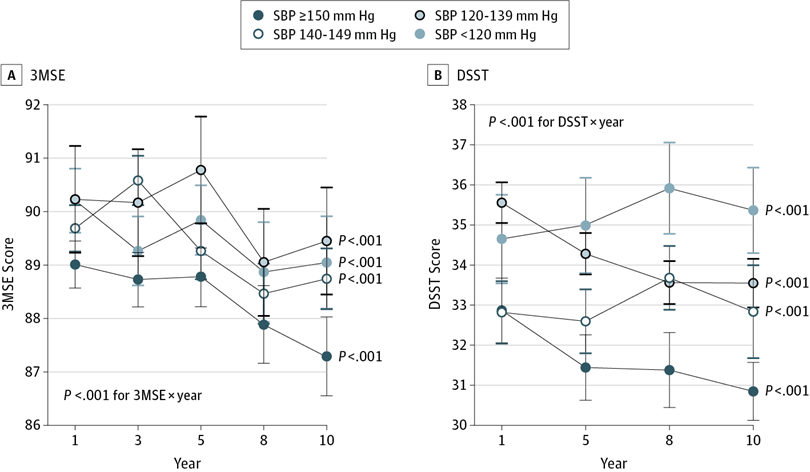 SBP ≥150 mm Hg
SBP 120-139 mm Hg
SBP 140-149 mm Hg
SBP <120 mm Hg
A 3MSE
92
91
90
89
88
87
86
3MSE Score
P <.001
P <.001
P <.001
P <.001
P <.001 for 3MSE × year
1 3 5 8 10
Year
B DSST
38
37
36
35
34
33
32
31
30
DSST Score
P <.001 for DSST × year
P <.001
P <.001
P <.001
P <.001
1 5 8 10
Year